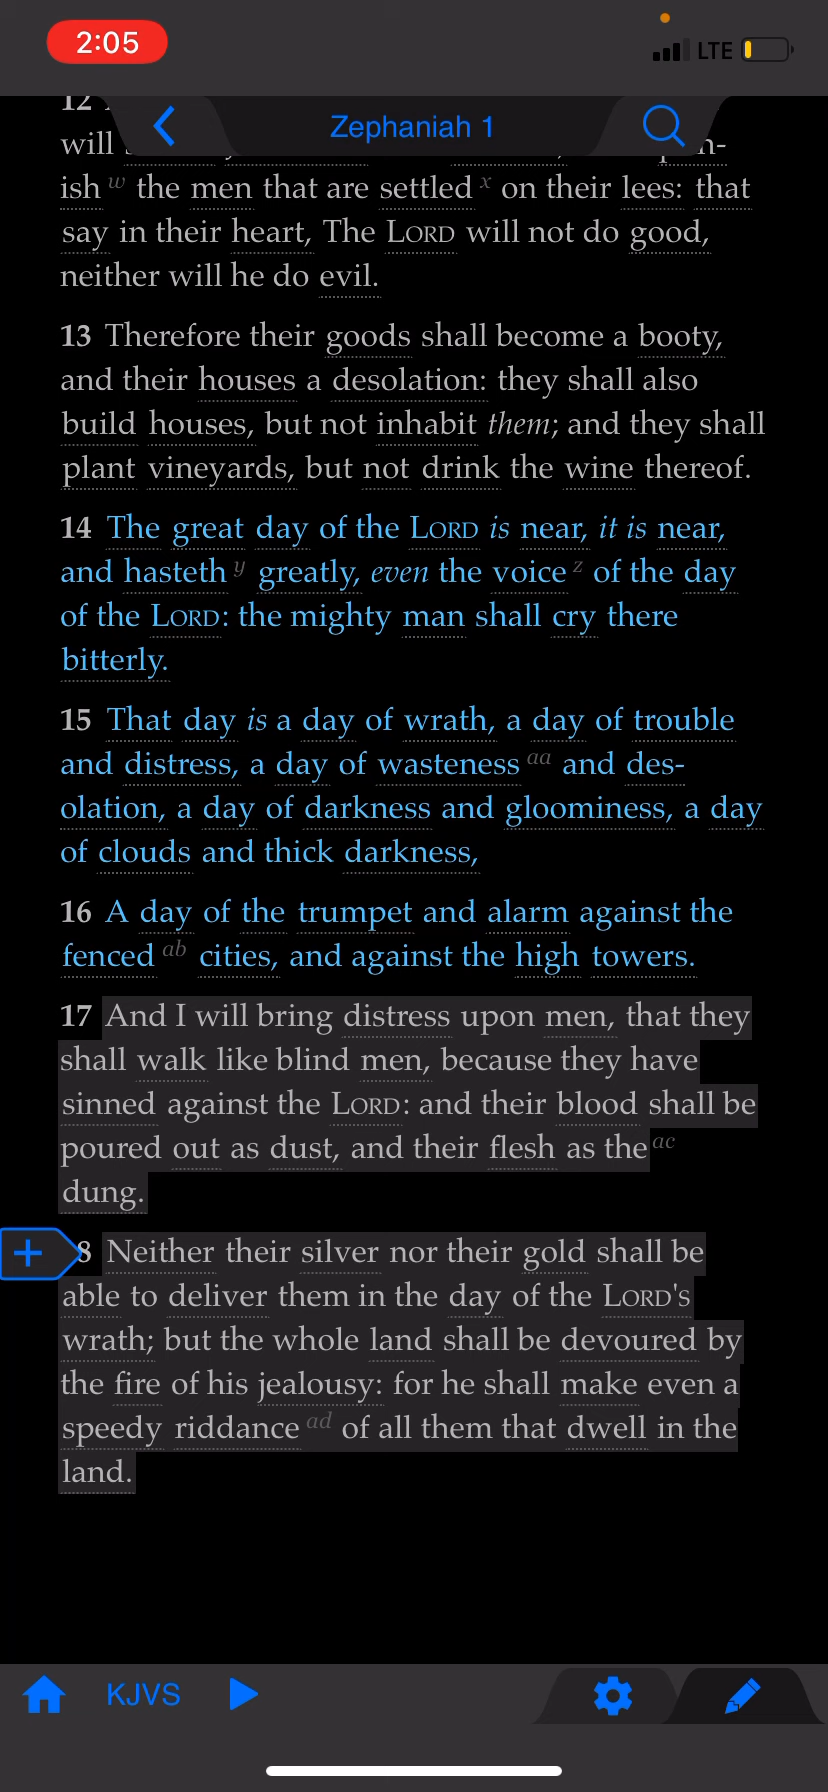 2:05
LTE
Zephaniah 1
12
will
ish w the men that are settled x on their lees: that
say in their heart, The LORD will not do good,
neither will he do evil.
13 Therefore their goods shall become a booty,
and their houses a desolation: they shall also
build houses, but not inhabit them; and they shall
plant vineyards, but not drink the wine thereof.
14 The great day of the LORD is near, it is near,
and hasteth y greatly, even the voice z of the day
of the LORD: the mighty man shall cry there
bitterly.
15 That day is a day of wrath, a day of trouble
and distress, a day of wasteness aa and des-
olation, a day of darkness and gloominess, a day
of clouds and thick darkness,
16 A day of the trumpet and alarm against the
fenced ab cities, and against the high towers.
17 And I will bring distress upon men, that they
shall walk like blind men, because they have
sinned against the LORD: and their blood shall be
poured out as dust, and their flesh as the ac
dung.
8 Neither their silver nor their gold shall be
able to deliver them in the day of the LORD'S
wrath; but the whole land shall be devoured by
the fire of his jealousy: for he shall make even a
speedy riddance ad of all them that dwell in the
land.
KJVS